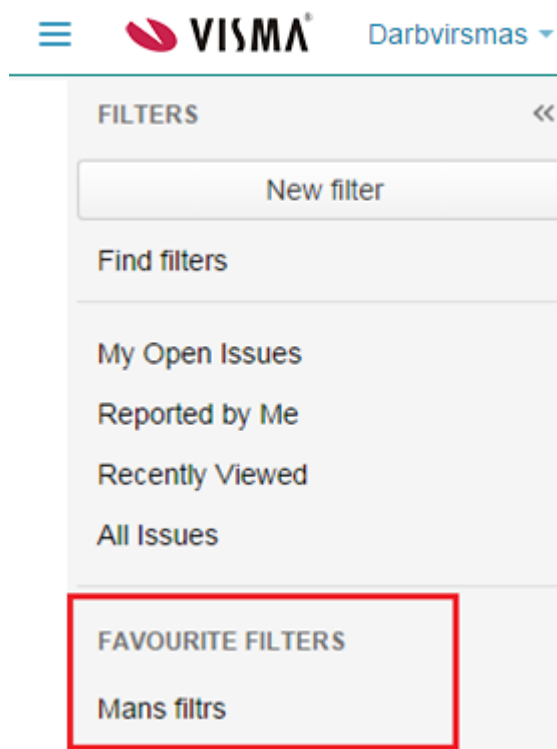 VISMA® Darbvirsmas
FILTERS
New filter
Find filters
My Open Issues
Reported by Me
Recently Viewed
All Issues
FAVOURITE FILTERS
Mans filtrs